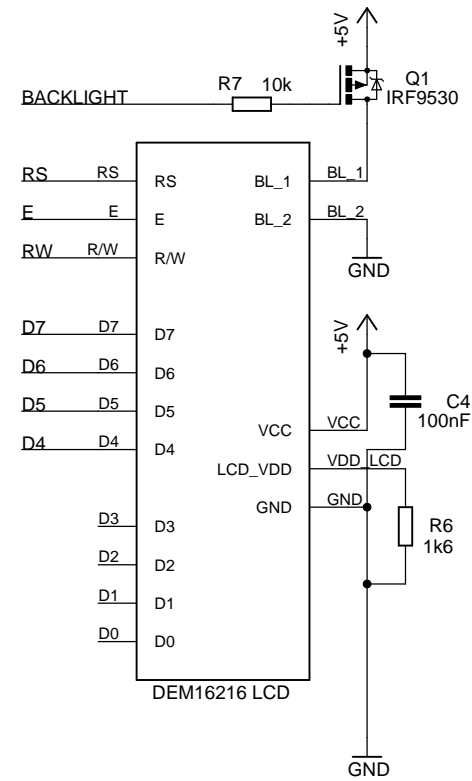 +5V
R7 10k
Q1
IRF9530
BACKLIGHT
RS RS RS BL_1 BL_1
E E E BL_2 BL_2
RW R/W R/W
GND
D7 D7 D7
+5V
D6 D6 D6
D5 D5 D5
C4
100nF
D4 D4 D4
VCC VCC
LCD_VDD VDD_LCD
GND GND
D3 D3
R6
1k6
D2 D2
D1 D1
D0 D0
DEM16216 LCD
GND